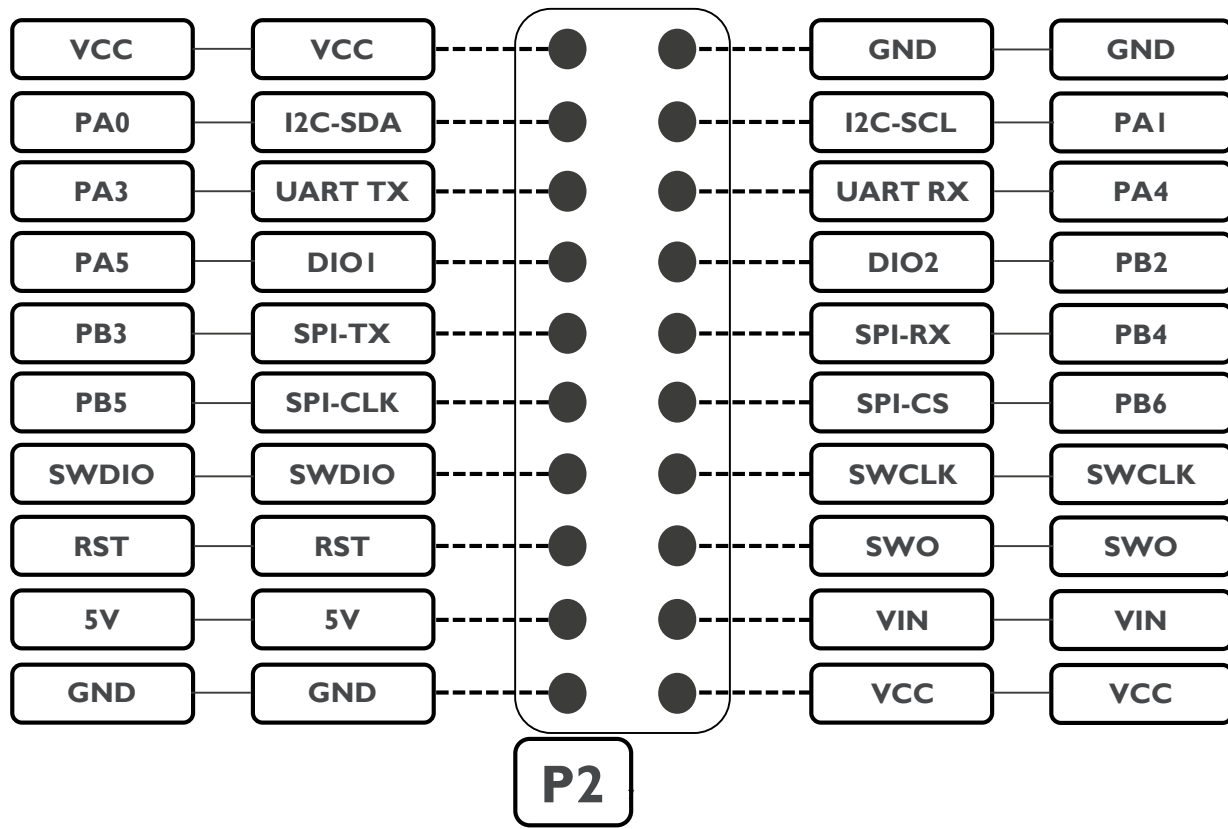 VCC VCC GND GND
PA0 I2C-SDA I2C-SCL PA1
PA3 UART TX UART RX PA4
PA5 DIO1 DIO2 PB2
PB3 SPI-TX SPI-RX PB4
PB5 SPI-CLK SPI-CS PB6
SWDIO SWDIO SWCLK SWCLK
RST RST SWO SWO
5V 5V VIN VIN
GND GND VCC VCC
P2